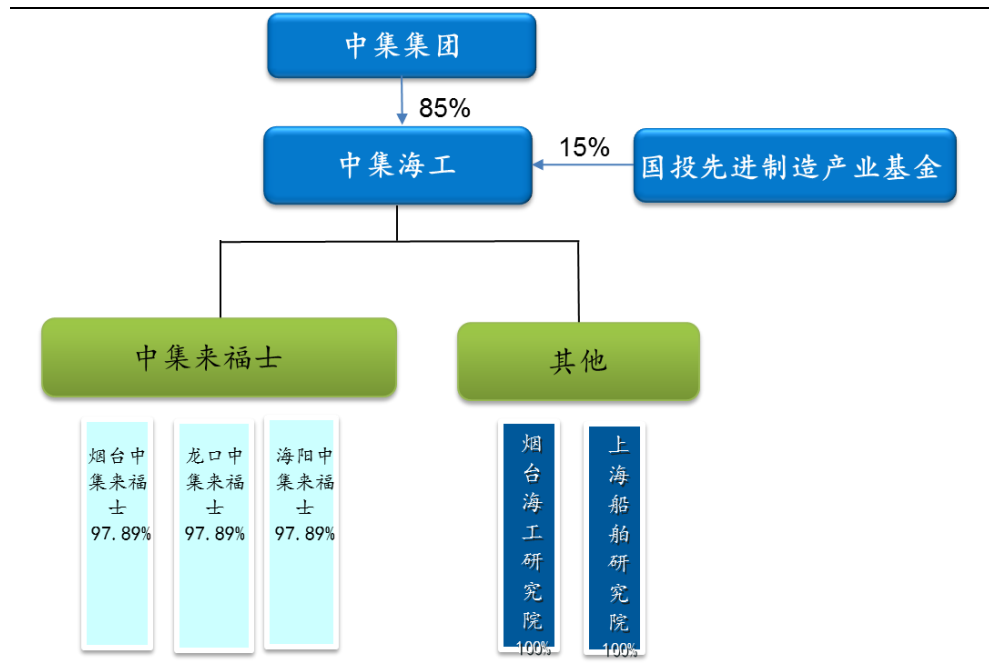 中集集团
85%
中集海工
15%
国投先进制造产业基金
中集来福士
其他
烟台中
集来福
士
97.89%
龙口中
集来福
士
97.89%
海阳中
集来福
士
97.89%
烟台海工研究院
100%
上海船舶研究院
100%